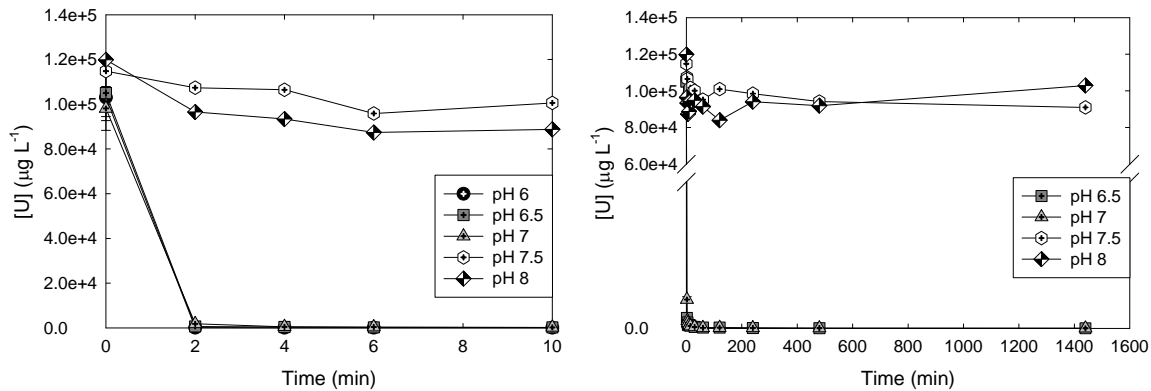 1.4e+5
1.2e+5
1.0e+5
8.0e+4
6.0e+4
4.0e+4
2.0e+4
0.0
[U] (μg L⁻¹)
0 2 4 6 8 10
Time (min)
pH 6
pH 6.5
pH 7
pH 7.5
pH 8
1.4e+5
1.2e+5
1.0e+5
8.0e+4
6.0e+4
0.0
[U] (μg L⁻¹)
0 200 400 600 800 1000 1200 1400 1600
Time (min)
pH 6.5
pH 7
pH 7.5
pH 8